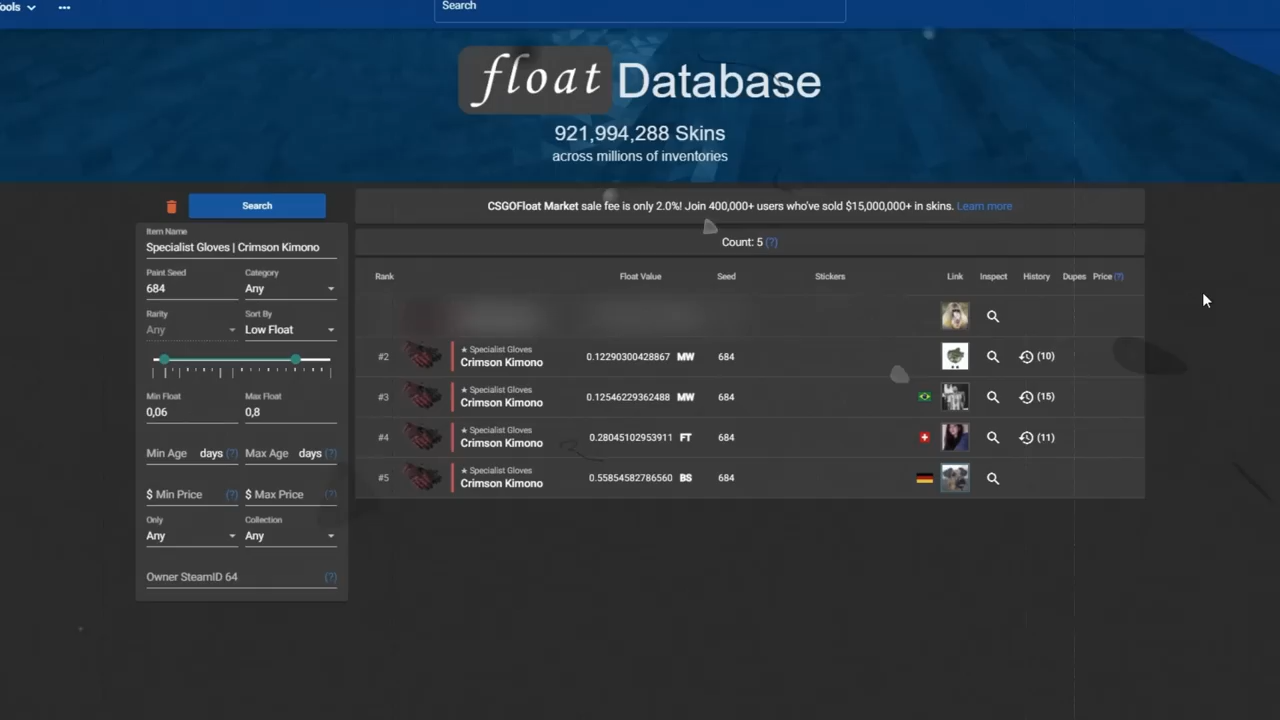 ools
Search
float Database
921,994,288 Skins
across millions of inventories
Search
CSGOFloat Market sale fee is only 2.0%! Join 400,000+ users who've sold $15,000,000+ in skins. Learn more
Count: 5 (?)
Item Name
Specialist Gloves | Crimson Kimono
Paint Seed Category
684 Any
Rarity Sort By
Any Low Float
Min Float Max Float
0,06 0,8
Min Age days (?) Max Age days (?)
$ Min Price (?) $ Max Price (?)
Only Collection
Any Any
Owner SteamID 64 (?)
Rank Float Value Seed Stickers Link Inspect History Dupes Price (?)
#2 ★ Specialist Gloves Crimson Kimono 0.12290300428867 MW 684 (10)
#3 ★ Specialist Gloves Crimson Kimono 0.12546229362488 MW 684 (15)
#4 ★ Specialist Gloves Crimson Kimono 0.28045102953911 FT 684 (11)
#5 ★ Specialist Gloves Crimson Kimono 0.55854582786560 BS 684